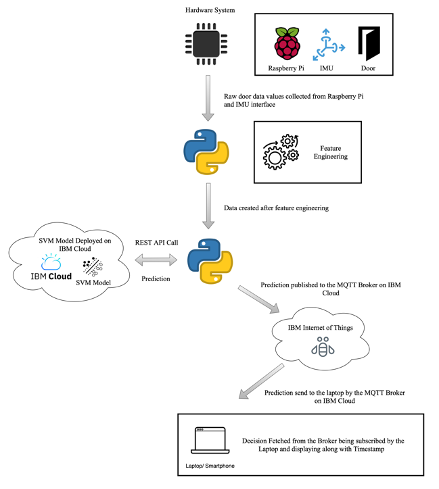 Hardware System
Raspberry Pi
IMU
Door
Raw door data values collected from Raspberry Pi
and IMU interface
Feature
Engineering
Data created after feature engineering
SVM Model Deployed on
IBM Cloud
IBM Cloud
SVM Model
REST API Call
Prediction
Prediction published to the MQTT Broker on IBM
Cloud
IBM Internet of Things
Prediction send to the laptop by the MQTT Broker
on IBM Cloud
Decision Fetched from the Broker being subscribed by the
Laptop and displaying along with Timestamp
Laptop/ Smartphone